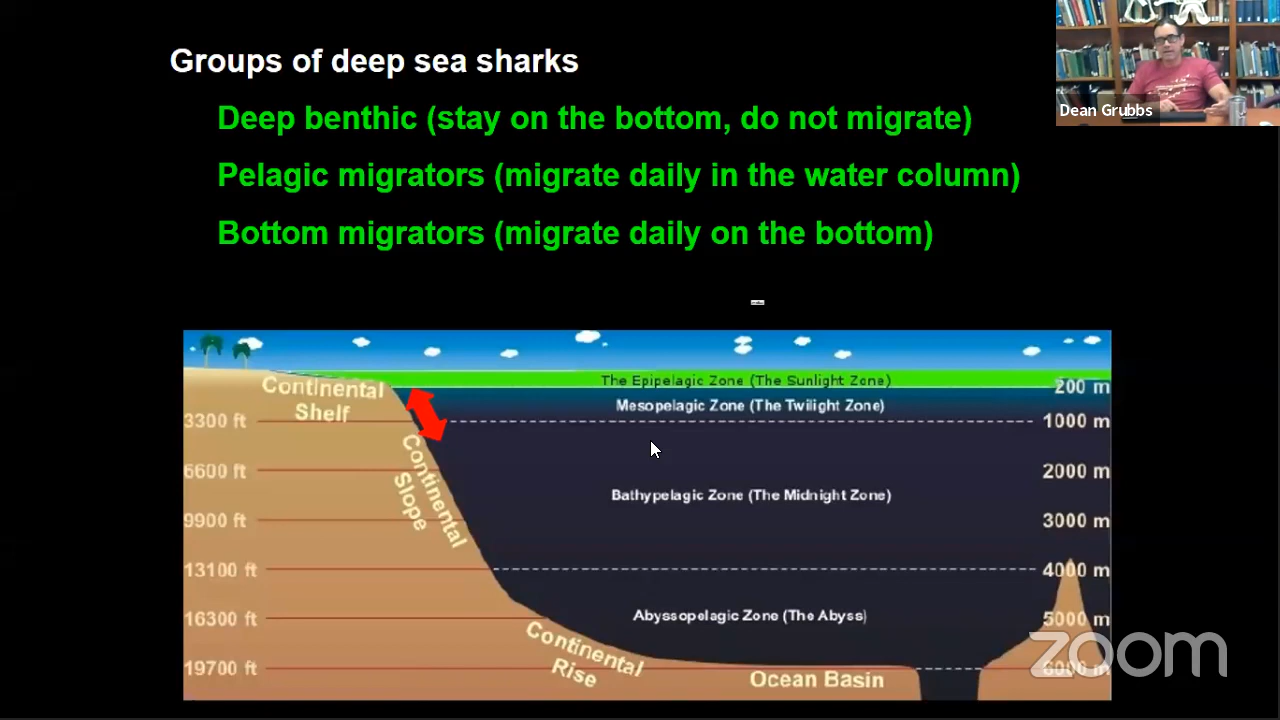 Groups of deep sea sharks
Dean Grubbs
Deep benthic (stay on the bottom, do not migrate)
Pelagic migrators (migrate daily in the water column)
Bottom migrators (migrate daily on the bottom)
The Epipelagic Zone (The Sunlight Zone)
200 m
Continental
Shelf
Mesopelagic Zone (The Twilight Zone)
3300 ft
1000 m
Continental
Slope
6600 ft
2000 m
Bathypelagic Zone (The Midnight Zone)
9900 ft
3000 m
13100 ft
4000 m
Abyssopelagic Zone (The Abyss)
16300 ft
5000 m
Continental
Rise
zoom
19700 ft
6000 m
Ocean Basin